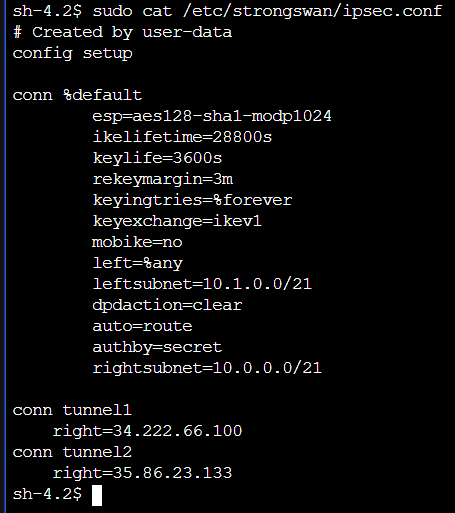 sh-4.2$ sudo cat /etc/strongswan/ipsec.conf
# Created by user-data
config setup

conn %default
        esp=aes128-sha1-modp1024
        ikelifetime=28800s
        keylife=3600s
        rekeymargin=3m
        keyingtries=%forever
        keyexchange=ikev1
        mobike=no
        left=%any
        leftsubnet=10.1.0.0/21
        dpdaction=clear
        auto=route
        authby=secret
        rightsubnet=10.0.0.0/21

conn tunnel1
    right=34.222.66.100
conn tunnel2
    right=35.86.23.133
sh-4.2$